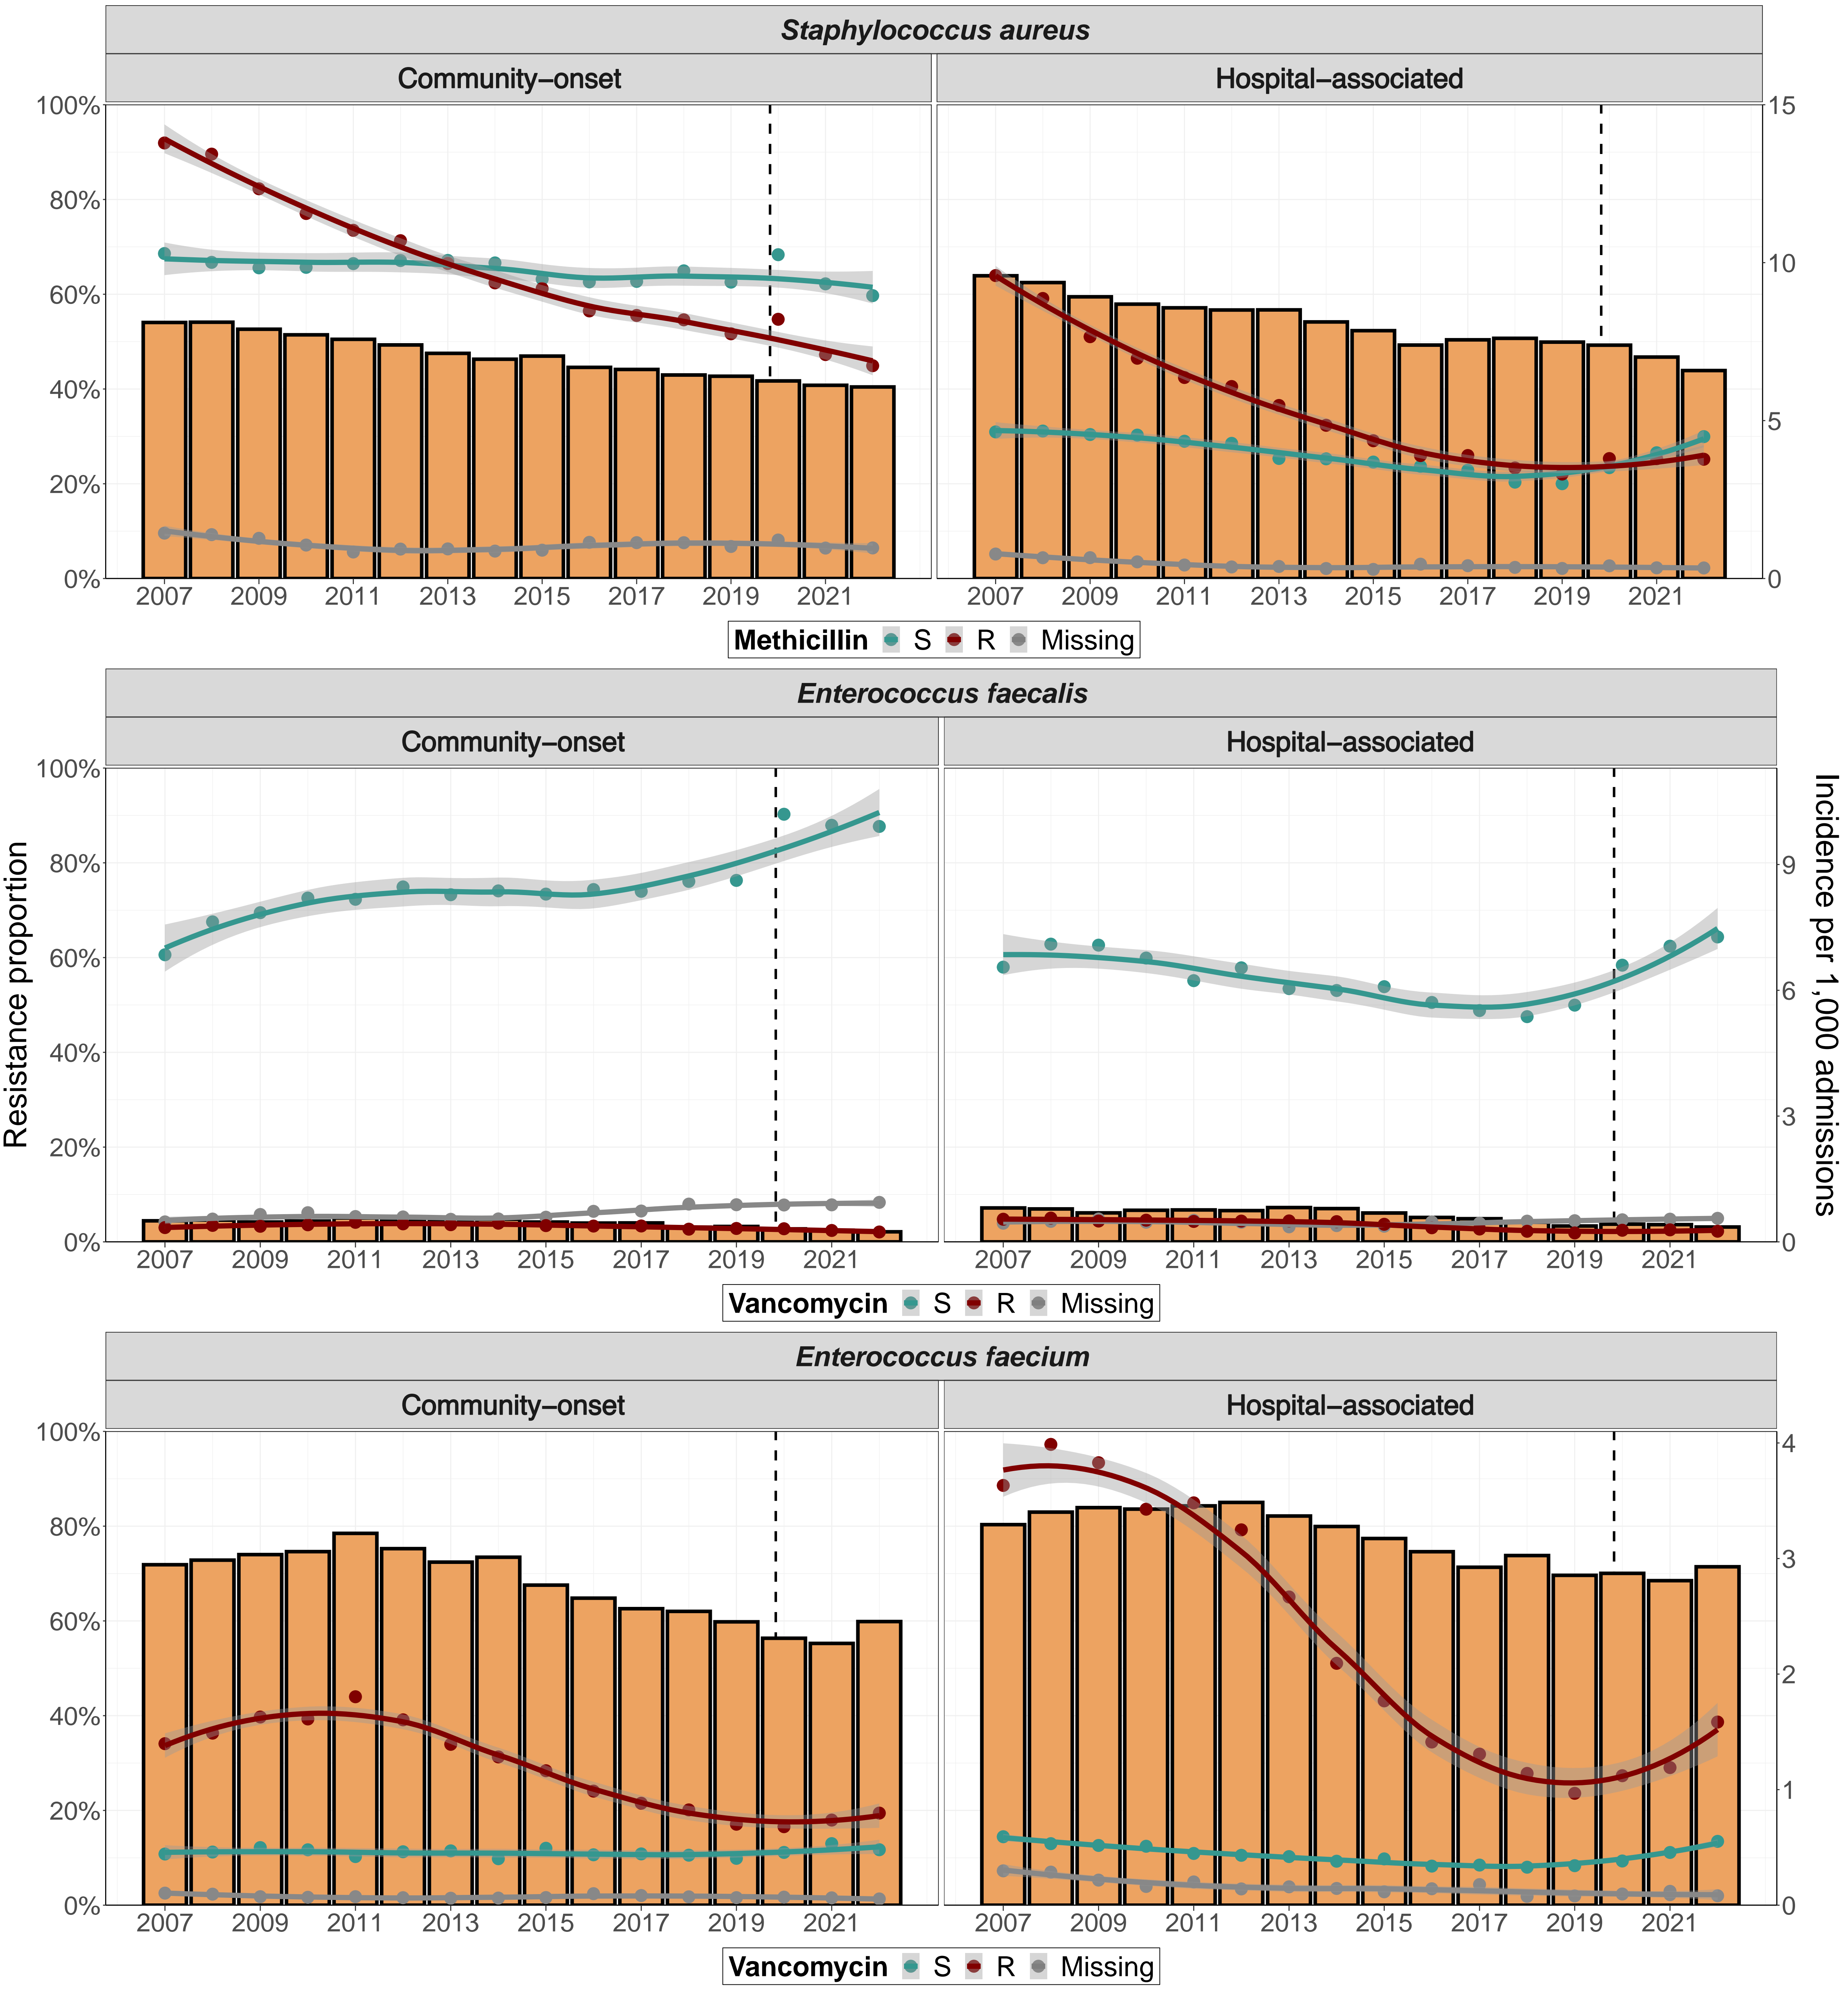 Staphylococcus aureus
Community–onset Hospital–associated
100% 15
80%
10
60%
40%
5
20%
0% 0
2007 2009 2011 2013 2015 2017 2019 2021 2007 2009 2011 2013 2015 2017 2019 2021
Methicillin S R Missing
Enterococcus faecalis
Community–onset Hospital–associated
Resistance proportion
Incidence per 1,000 admissions
100%
80% 9
60%
6
40%
3
20%
0% 0
2007 2009 2011 2013 2015 2017 2019 2021 2007 2009 2011 2013 2015 2017 2019 2021
Vancomycin S R Missing
Enterococcus faecium
Community–onset Hospital–associated
100% 4
80%
3
60%
2
40%
20% 1
0% 0
2007 2009 2011 2013 2015 2017 2019 2021 2007 2009 2011 2013 2015 2017 2019 2021
Vancomycin S R Missing